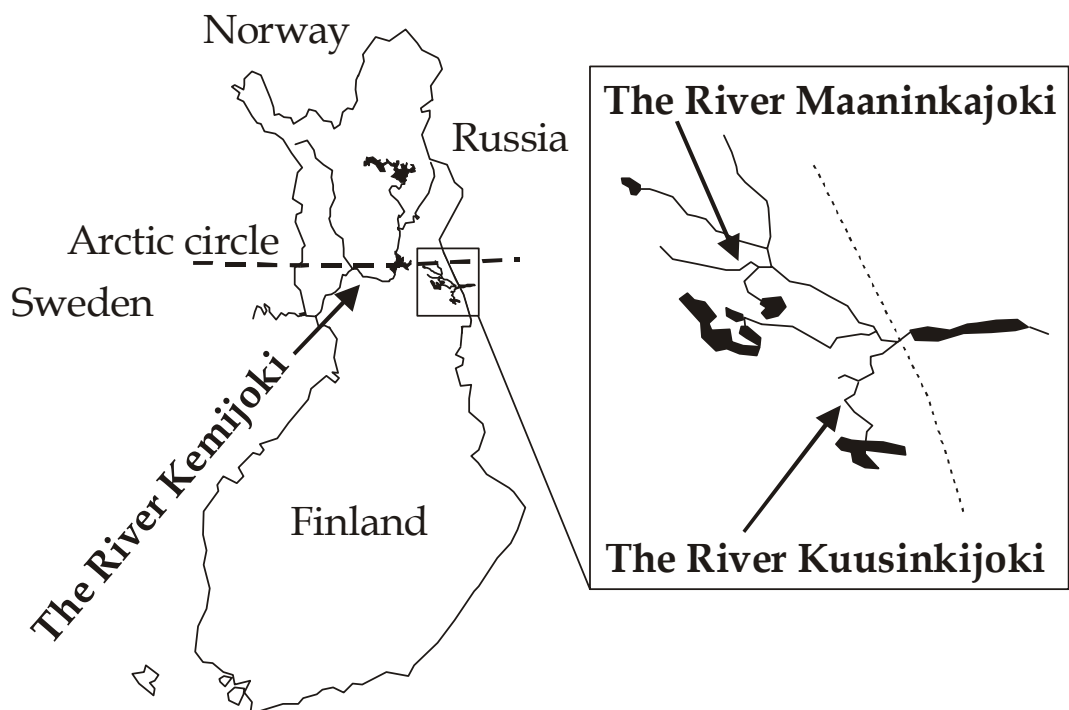 Norway
Russia
Arctic circle
Sweden
The River Kemijoki
Finland
The River Maaninkajoki
The River Kuusinkijoki